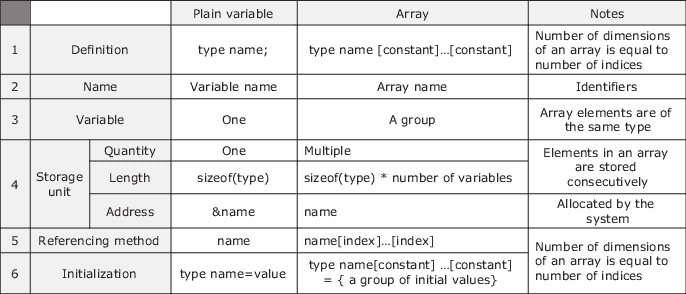 Plain variable Array Notes
1 Definition type name; type name [constant]…[constant] Number of dimensions
of an array is equal to
number of indices
2 Name Variable name Array name Identifiers
3 Variable One A group Array elements are of
the same type
4 Storage
unit
Quantity One Multiple
Length sizeof(type) sizeof(type) * number of variables
Elements in an array
are stored
consecutively
Address &name name Allocated by the
system
5 Referencing method name name[index]…[index]
6 Initialization type name=value type name[constant] …[constant]
= { a group of initial values}
Number of dimensions
of an array is equal to
number of indices